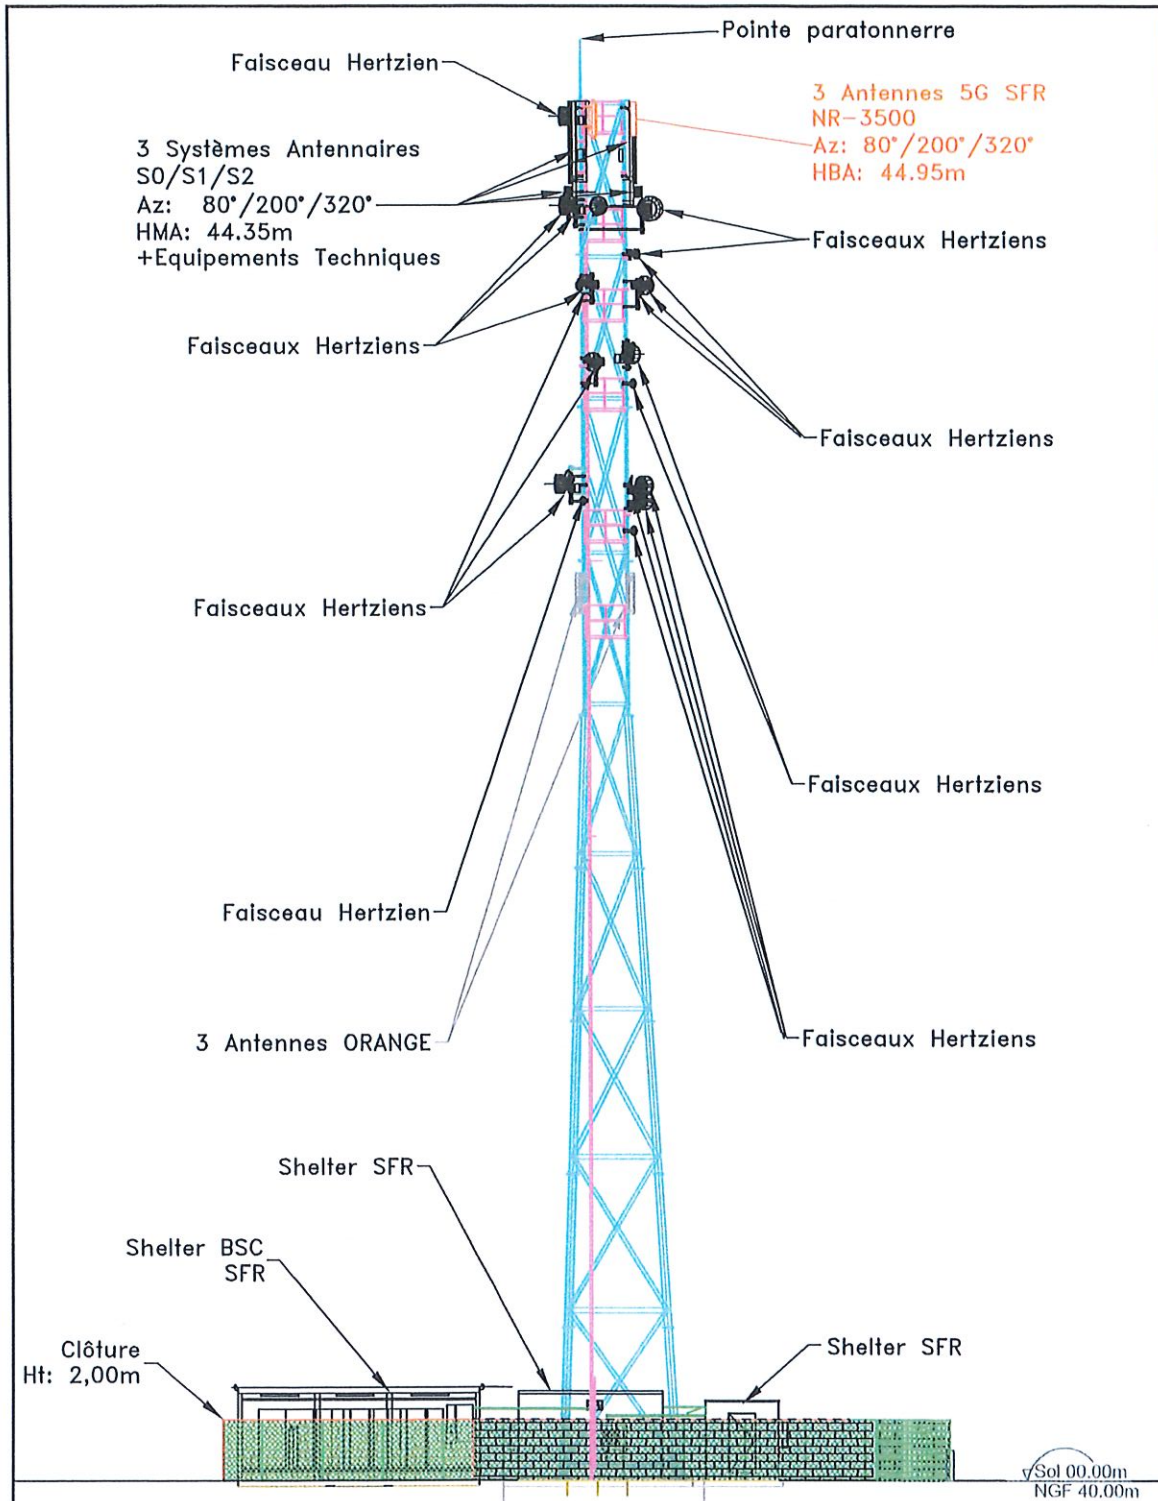 Pointe paratonnerre
Faisceau Hertzien
3 Antennes 5G SFR
NR-3500
Az: 80°/200°/320°
HBA: 44.95m
3 Systèmes Antennaires
S0/S1/S2
Az: 80°/200°/320°
HMA: 44.35m
+Equipements Techniques
Faisceaux Hertziens
Faisceaux Hertziens
Faisceaux Hertziens
Faisceaux Hertziens
Faisceaux Hertziens
Faisceau Hertzien
3 Antennes ORANGE
Faisceaux Hertziens
Shelter SFR
Shelter BSC
SFR
Shelter SFR
Clôture
Ht: 2,00m
Sol 00.00m
NGF 40.00m